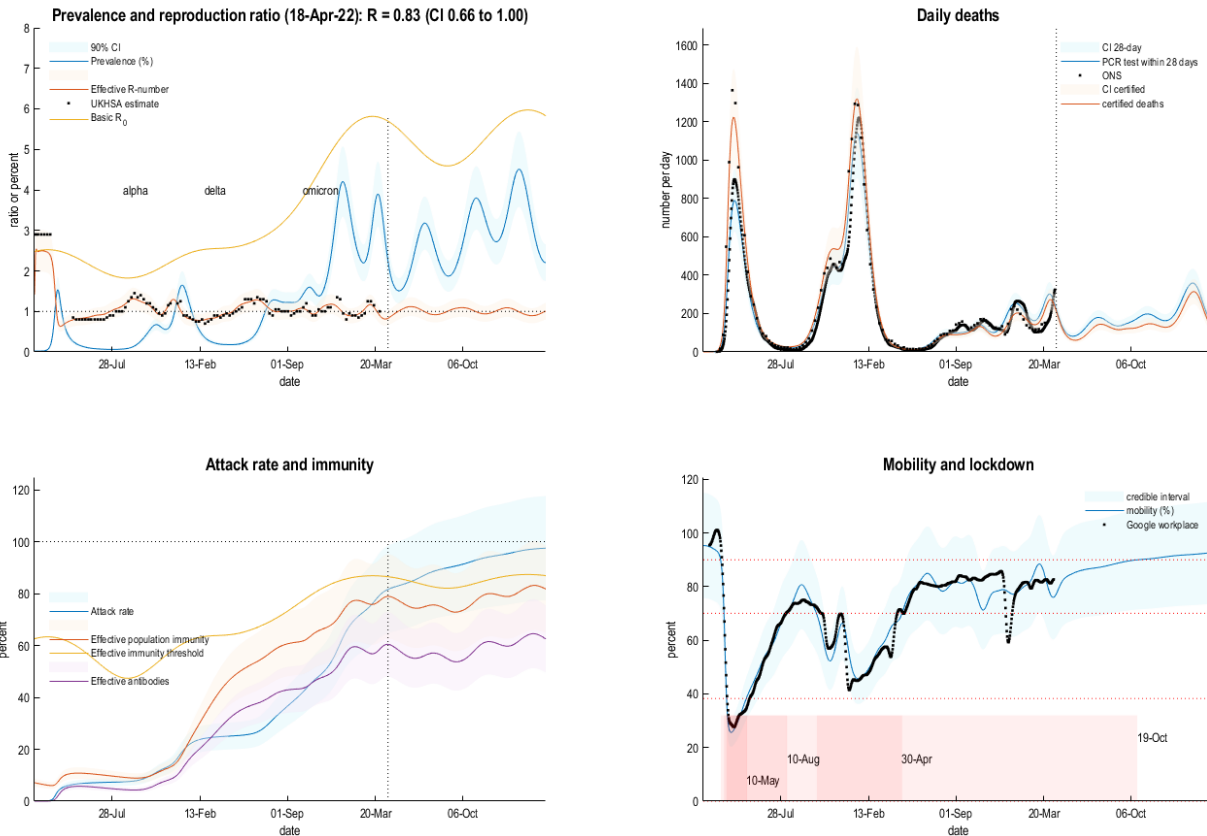 Prevalence and reproduction ratio (18-Apr-22): R = 0.83 (CI 0.66 to 1.00)
8
7
6
5
4
3
2
1
0
ratio or percent
90% CI
Prevalence (%)
Effective R-number
UKHSA estimate
Basic R0
alpha
delta
omicron
28-Jul
13-Feb
01-Sep
20-Mar
06-Oct
date
Daily deaths
1600
1400
1200
1000
800
600
400
200
0
number per day
CI 28-day
PCR test within 28 days
ONS
CI certified
certified deaths
28-Jul
13-Feb
01-Sep
20-Mar
06-Oct
date
Attack rate and immunity
120
100
80
60
40
20
0
percent
Attack rate
Effective population immunity
Effective immunity threshold
Effective antibodies
28-Jul
13-Feb
01-Sep
20-Mar
06-Oct
date
Mobility and lockdown
120
100
80
60
40
20
0
percent
credible interval
mobility (%)
Google workplace
19-Oct
10-Aug
30-Apr
10-May
28-Jul
13-Feb
01-Sep
20-Mar
06-Oct
date